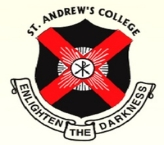 ST. ANDREW'S COLLEGE
ENLIGHTEN THE DARKNESS